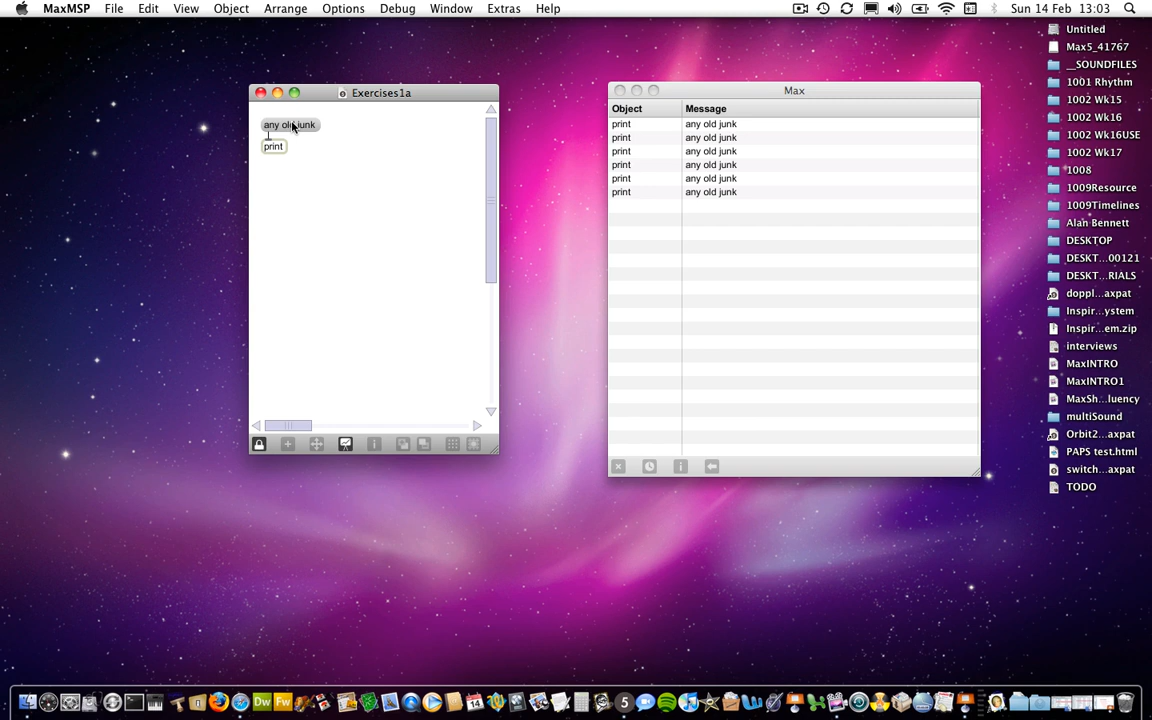 MaxMSP File Edit View Object Arrange Options Debug Window Extras Help Sun 14 Feb 13:03
Exercises1a
any old junk
print
Max
Object Message
print any old junk
print any old junk
print any old junk
print any old junk
print any old junk
print any old junk
Untitled
Max5_41767
__SOUNDFILES
1001 Rhythm
1002 Wk15
1002 Wk16
1002 Wk16USE
1002 Wk17
1008
1009Resource
1009Timelines
Alan Bennett
DESKTOP
DESKT...00121
DESKT...RIALS
doppl...axpat
Inspir...ystem
Inspir...em.zip
interviews
MaxINTRO
MaxINTRO1
MaxSh...luency
multiSound
Orbit2...axpat
PAPS test.html
switch...axpat
TODO
Dw Fw 14 5